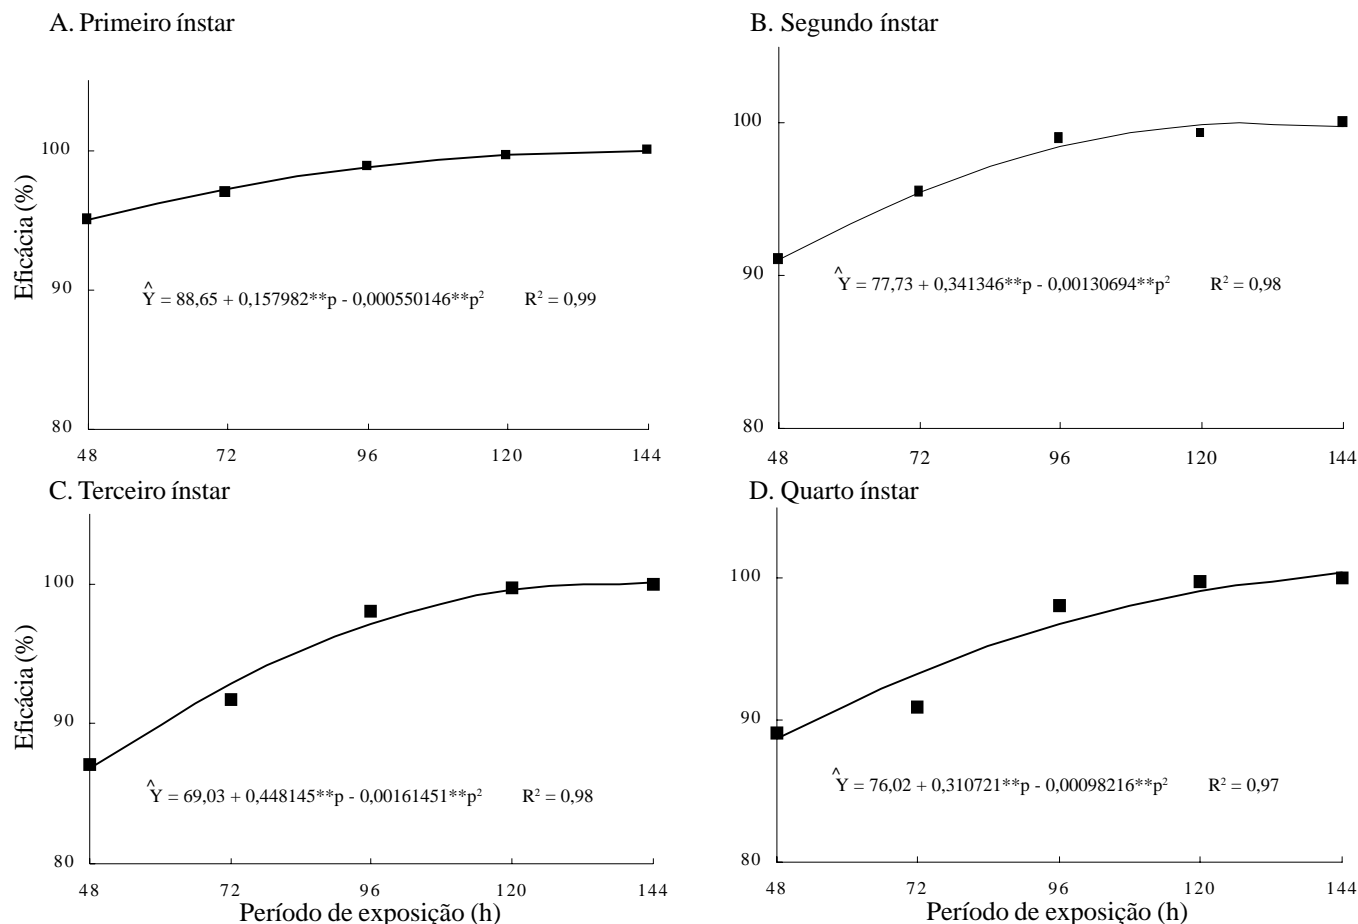 A. Primeiro ínstar
Eficácia (%)
100
90
80
Ŷ = 88,65 + 0,157982**p - 0,000550146**p² R² = 0,99
48 72 96 120 144
B. Segundo ínstar
100
90
80
Ŷ = 77,73 + 0,341346**p - 0,00130694**p² R² = 0,98
48 72 96 120 144
C. Terceiro ínstar
Eficácia (%)
100
90
80
Ŷ = 69,03 + 0,448145**p - 0,00161451**p² R² = 0,98
48 72 96 120 144
Período de exposição (h)
D. Quarto ínstar
100
90
80
Ŷ = 76,02 + 0,310721**p - 0,00098216**p² R² = 0,97
48 72 96 120 144
Período de exposição (h)